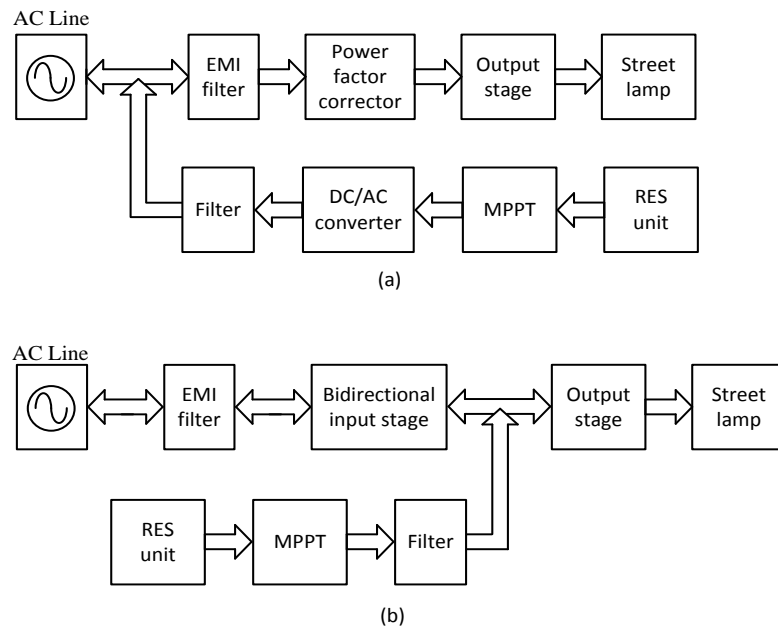 AC Line
EMI
filter
Power
factor
corrector
Output
stage
Street
lamp
Filter
DC/AC
converter
MPPT
RES
unit
(a)
AC Line
EMI
filter
Bidirectional
input stage
Output
stage
Street
lamp
RES
unit
MPPT
Filter
(b)